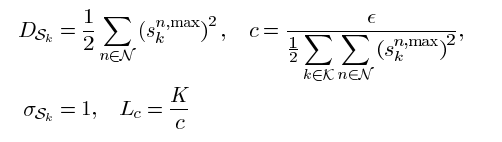 D_{\mathcal{S}_k} = \frac{1}{2} \sum_{n \in \mathcal{N}} (s_k^{n,\max})^2, \quad c = \frac{\epsilon}{\frac{1}{2} \sum_{k \in \mathcal{K}} \sum_{n \in \mathcal{N}} (s_k^{n,\max})^2},
\sigma_{\mathcal{S}_k} = 1, \quad L_c = \frac{K}{c}